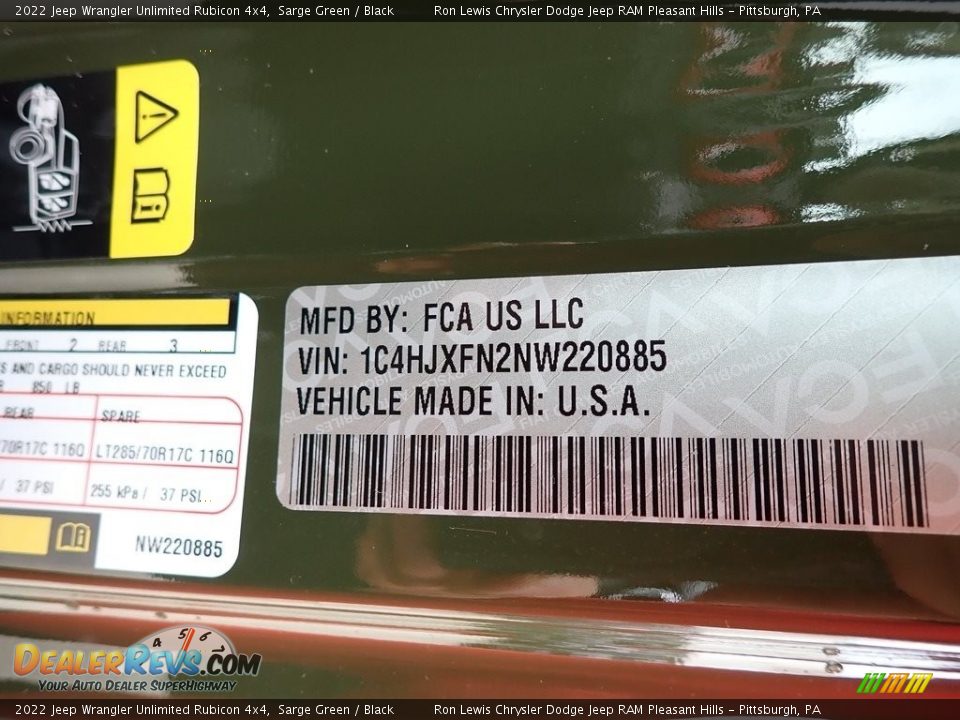 2022 Jeep Wrangler Unlimited Rubicon 4x4, Sarge Green / Black Ron Lewis Chrysler Dodge Jeep RAM Pleasant Hills - Pittsburgh, PA
INFORMATION
FRONT 2 REAR 3
S AND CARGO SHOULD NEVER EXCEED
850 LB
REAR SPARE
70R17C 116Q LT285/70R17C 116Q
/ 37 PSI 255 kPa / 37 PSI
NW220885
MFD BY: FCA US LLC
VIN: 1C4HJXFN2NW220885
VEHICLE MADE IN: U.S.A.
4 5 6
DEALERREVS.COM
YOUR AUTO DEALER SUPERHIGHWAY
2022 Jeep Wrangler Unlimited Rubicon 4x4, Sarge Green / Black Ron Lewis Chrysler Dodge Jeep RAM Pleasant Hills - Pittsburgh, PA